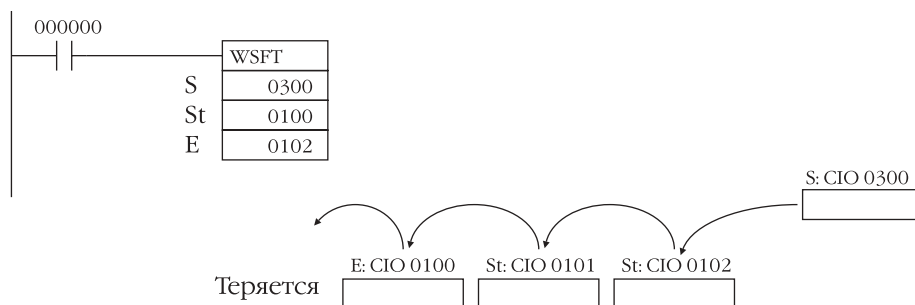 000000
WSFT
S 0300
St 0100
E 0102
S: CIO 0300
E: CIO 0100 St: CIO 0101 St: CIO 0102
Теряется